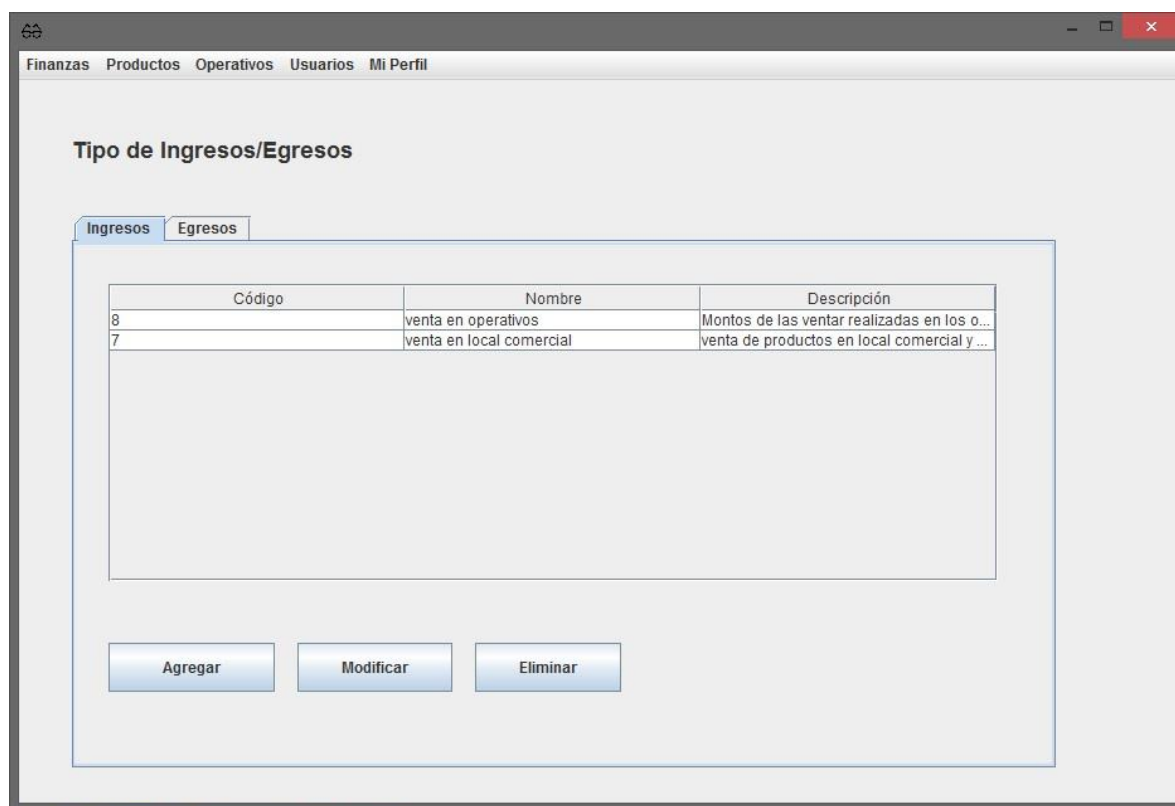 Finanzas Productos Operativos Usuarios Mi Perfil
Tipo de Ingresos/Egresos
Ingresos Egresos
Código Nombre Descripción
8 venta en operativos Montos de las ventar realizadas en los o...
7 venta en local comercial venta de productos en local comercial y ...
Agregar Modificar Eliminar